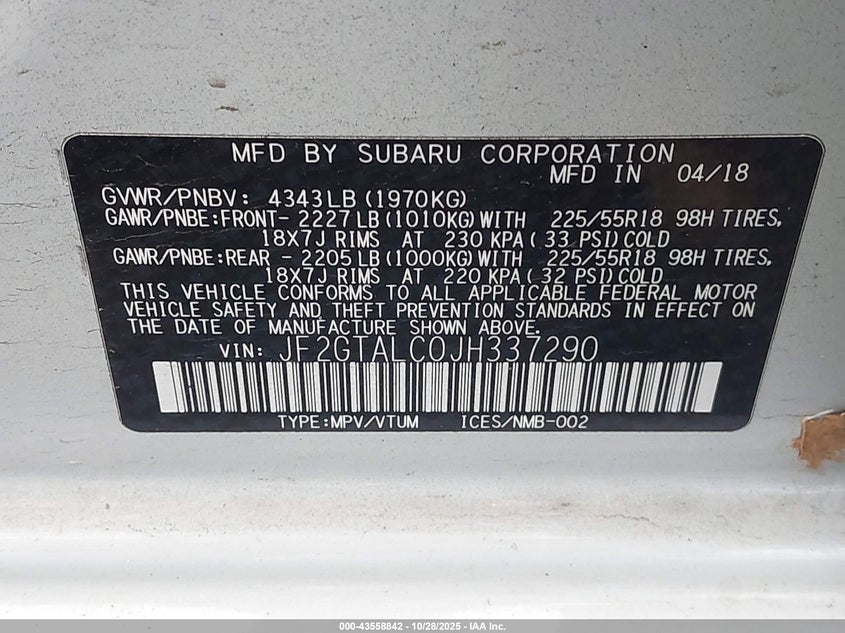 MFD BY SUBARU CORPORATION
MFD IN 04/18
GVWR/PNBV: 4343LB(1970KG)
GAWR/PNBE:FRONT- 2227LB(1010KG)WITH 225/55R18 98H TIRES,
18X7J RIMS AT 230 KPA( 33 PSI)COLD
GAWR/PNBE:REAR - 2205LB(1000KG)WITH 225/55R18 98H TIRES,
18X7J RIMS AT 220 KPA( 32 PSI)COLD
THIS VEHICLE CONFORMS TO ALL APPLICABLE FEDERAL MOTOR
VEHICLE SAFETY AND THEFT PREVENTION STANDARDS IN EFFECT ON
THE DATE OF MANUFACTURE SHOWN ABOVE.
VIN: JF2GTALC0JH337290
TYPE:MPV/VTUM ICES/NMB-002
000-43558842 / 10/28/2025 - IAA Inc.